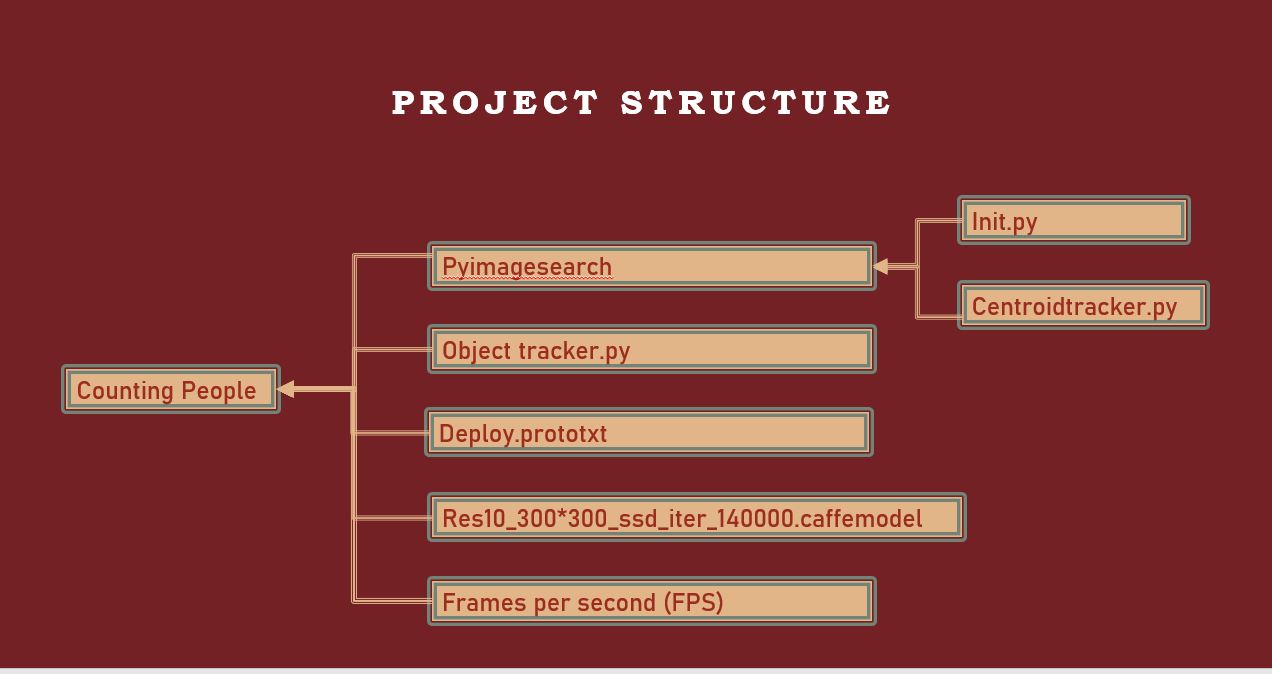 PROJECT STRUCTURE
Init.py
Pyimagesearch
Centroidtracker.py
Object tracker.py
Counting People
Deploy.prototxt
Res10_300*300_ssd_iter_140000.caffemodel
Frames per second (FPS)